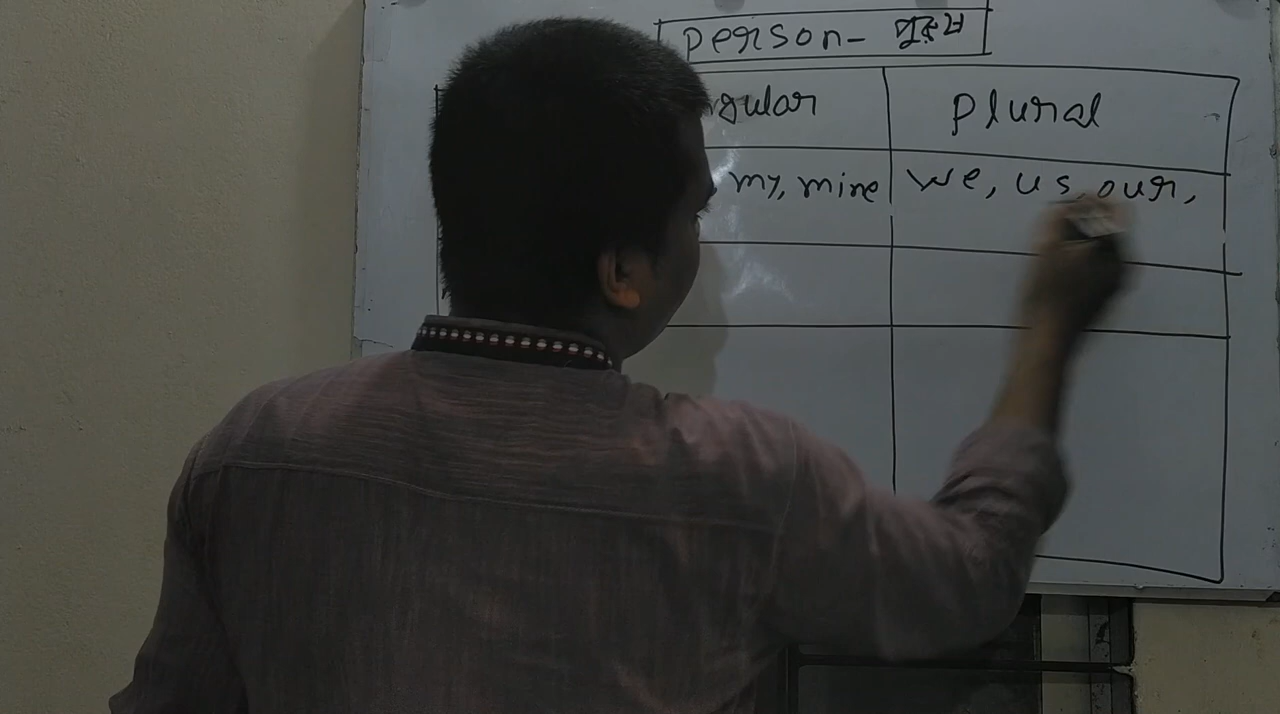 person- পুরুষ
gular Plural
my, mine we, us, our,